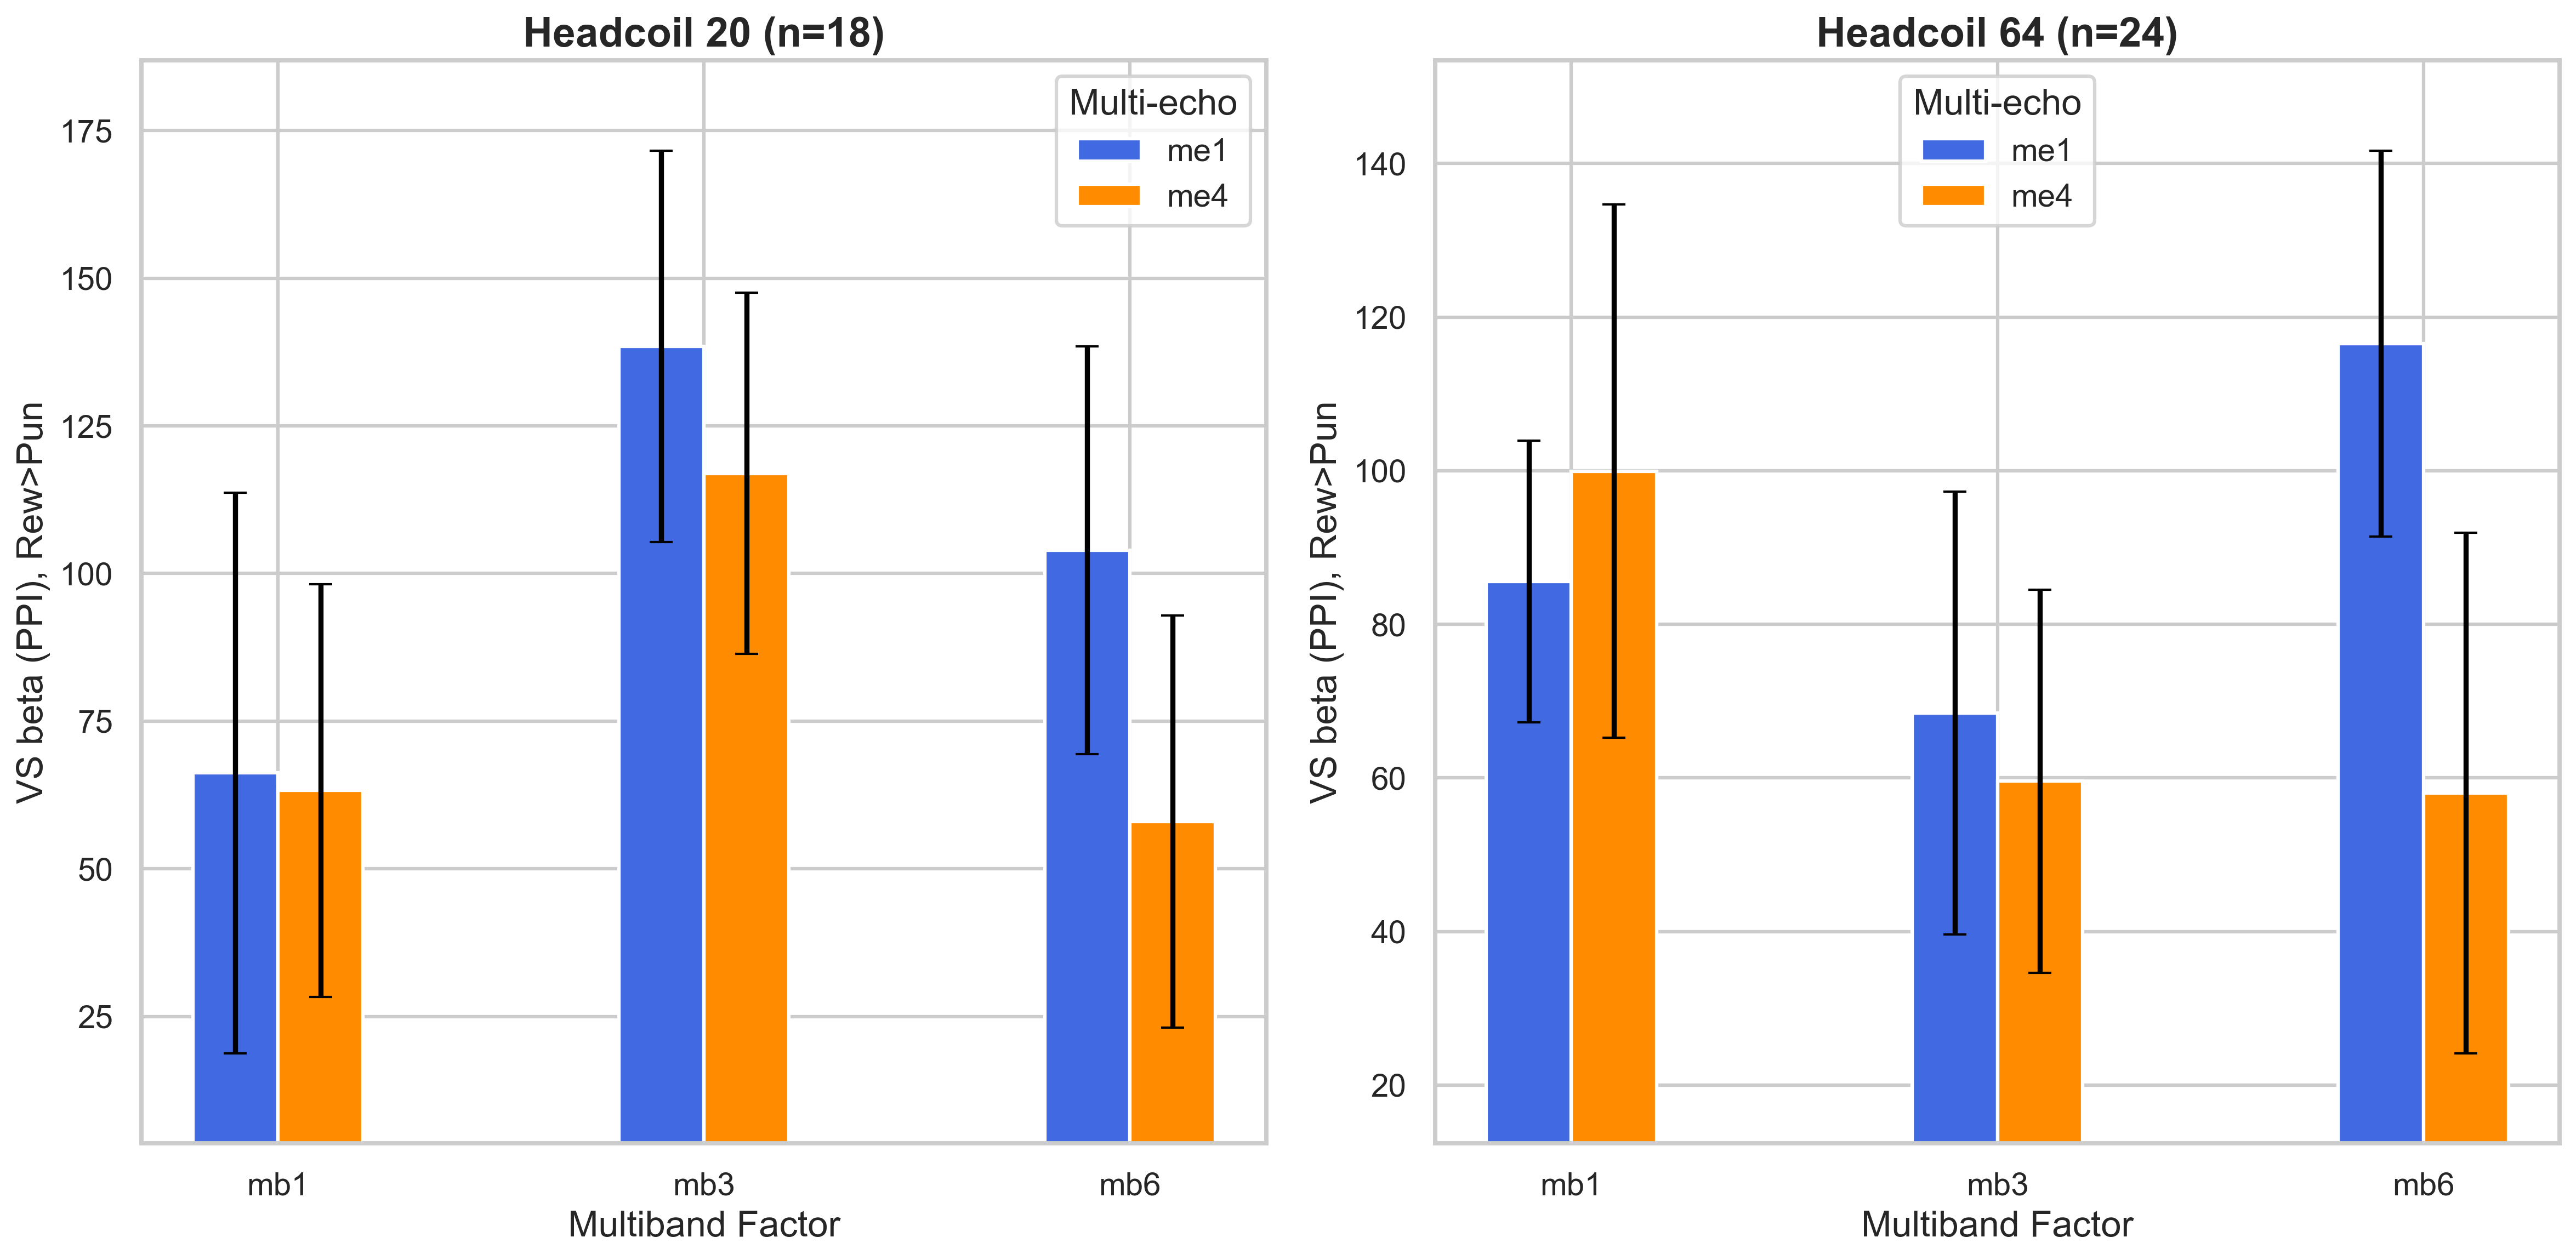 Headcoil 20 (n=18)
VS beta (PPI), Rew>Pun
175
150
125
100
75
50
25
Multi-echo
me1
me4
mb1
mb3
mb6
Multiband Factor
Headcoil 64 (n=24)
VS beta (PPI), Rew>Pun
140
120
100
80
60
40
20
Multi-echo
me1
me4
mb1
mb3
mb6
Multiband Factor